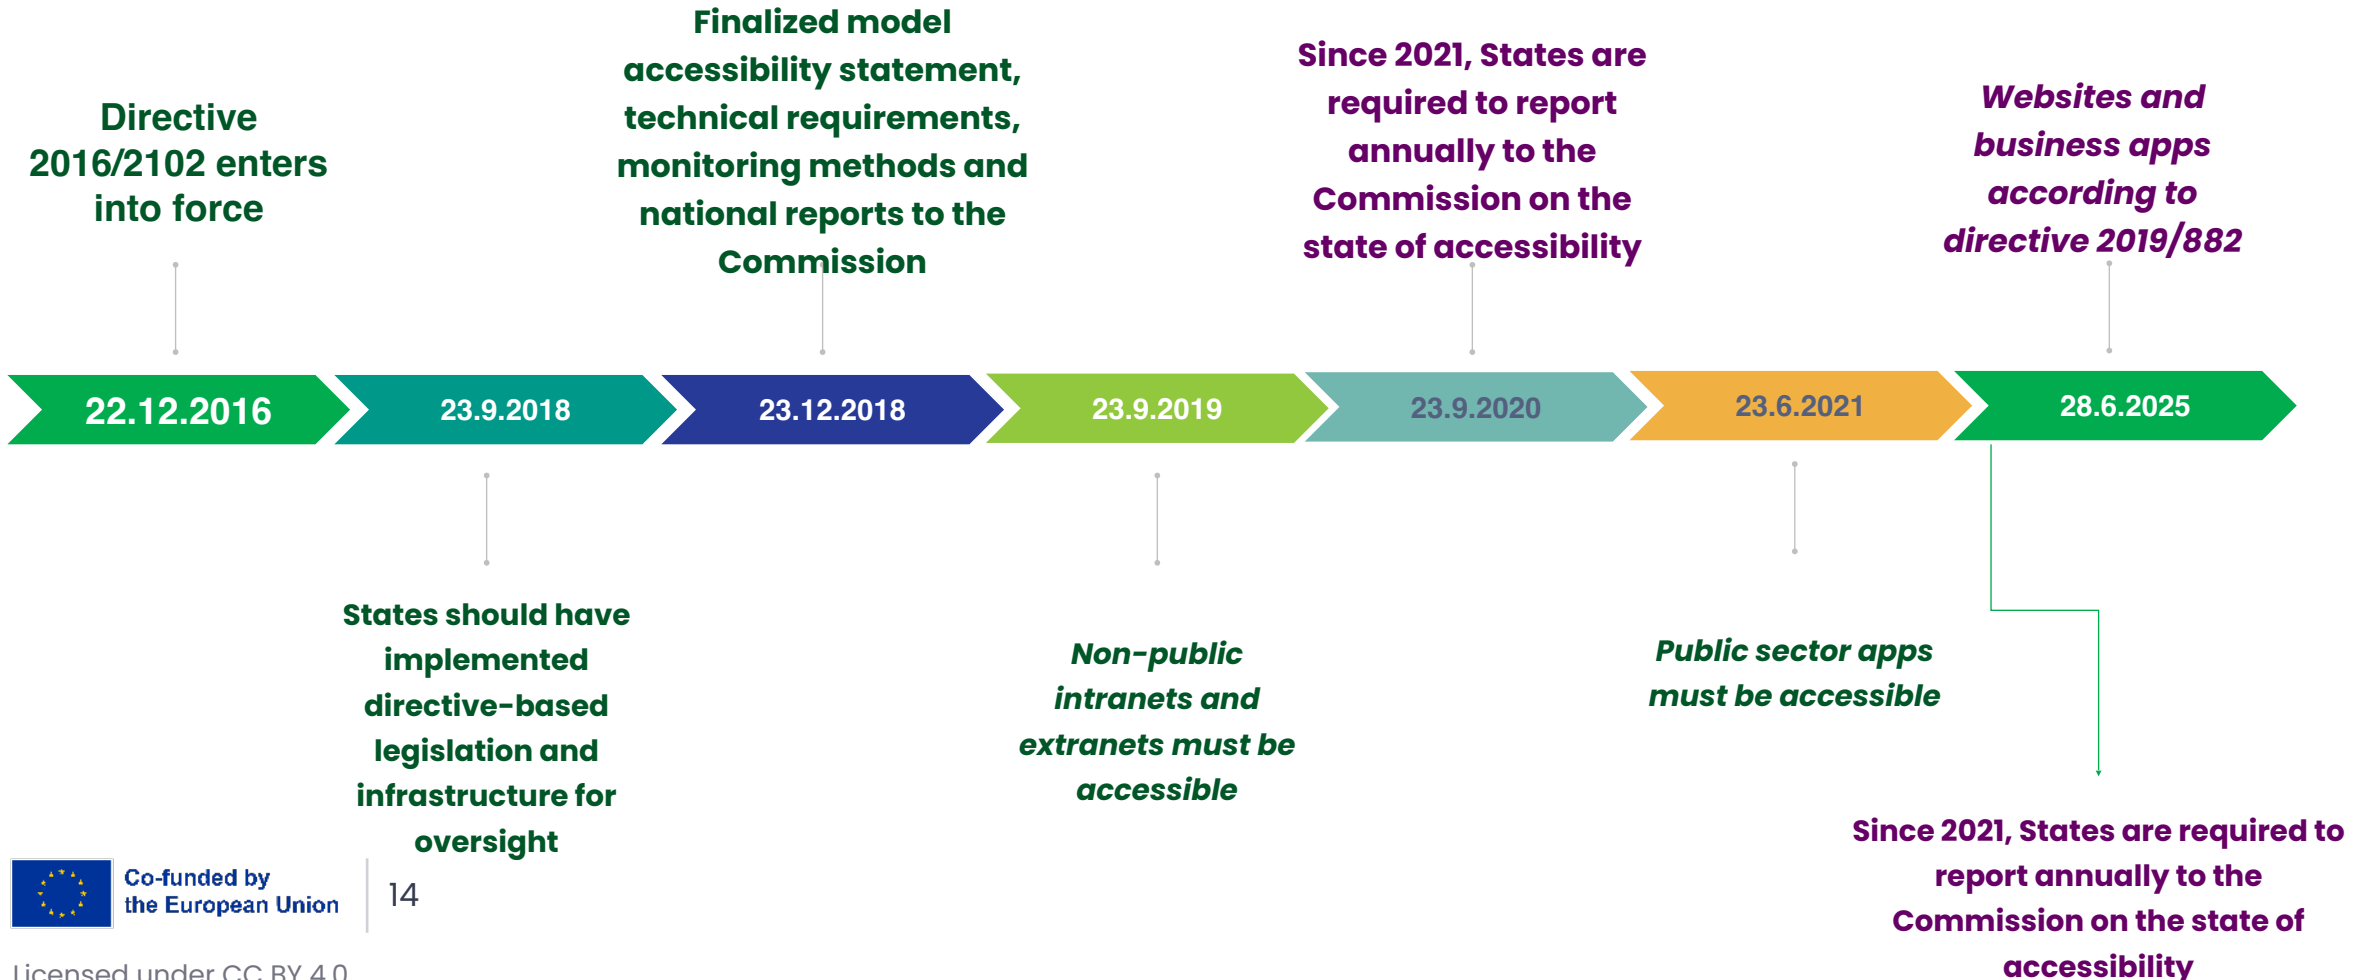 Directive
2016/2102 enters
into force
Finalized model
accessibility statement,
technical requirements,
monitoring methods and
national reports to the
Commission
Since 2021, States are
required to report
annually to the
Commission on the
state of accessibility
Websites and
business apps
according to
directive 2019/882
22.12.2016
23.9.2018
23.12.2018
23.9.2019
23.9.2020
23.6.2021
28.6.2025
States should have
implemented
directive-based
legislation and
infrastructure for
oversight
Non-public
intranets and
extranets must be
accessible
Public sector apps
must be accessible
Since 2021, States are required to
report annually to the
Commission on the state of
accessibility
Co-funded by
the European Union
14
Licensed under CC BY 4.0